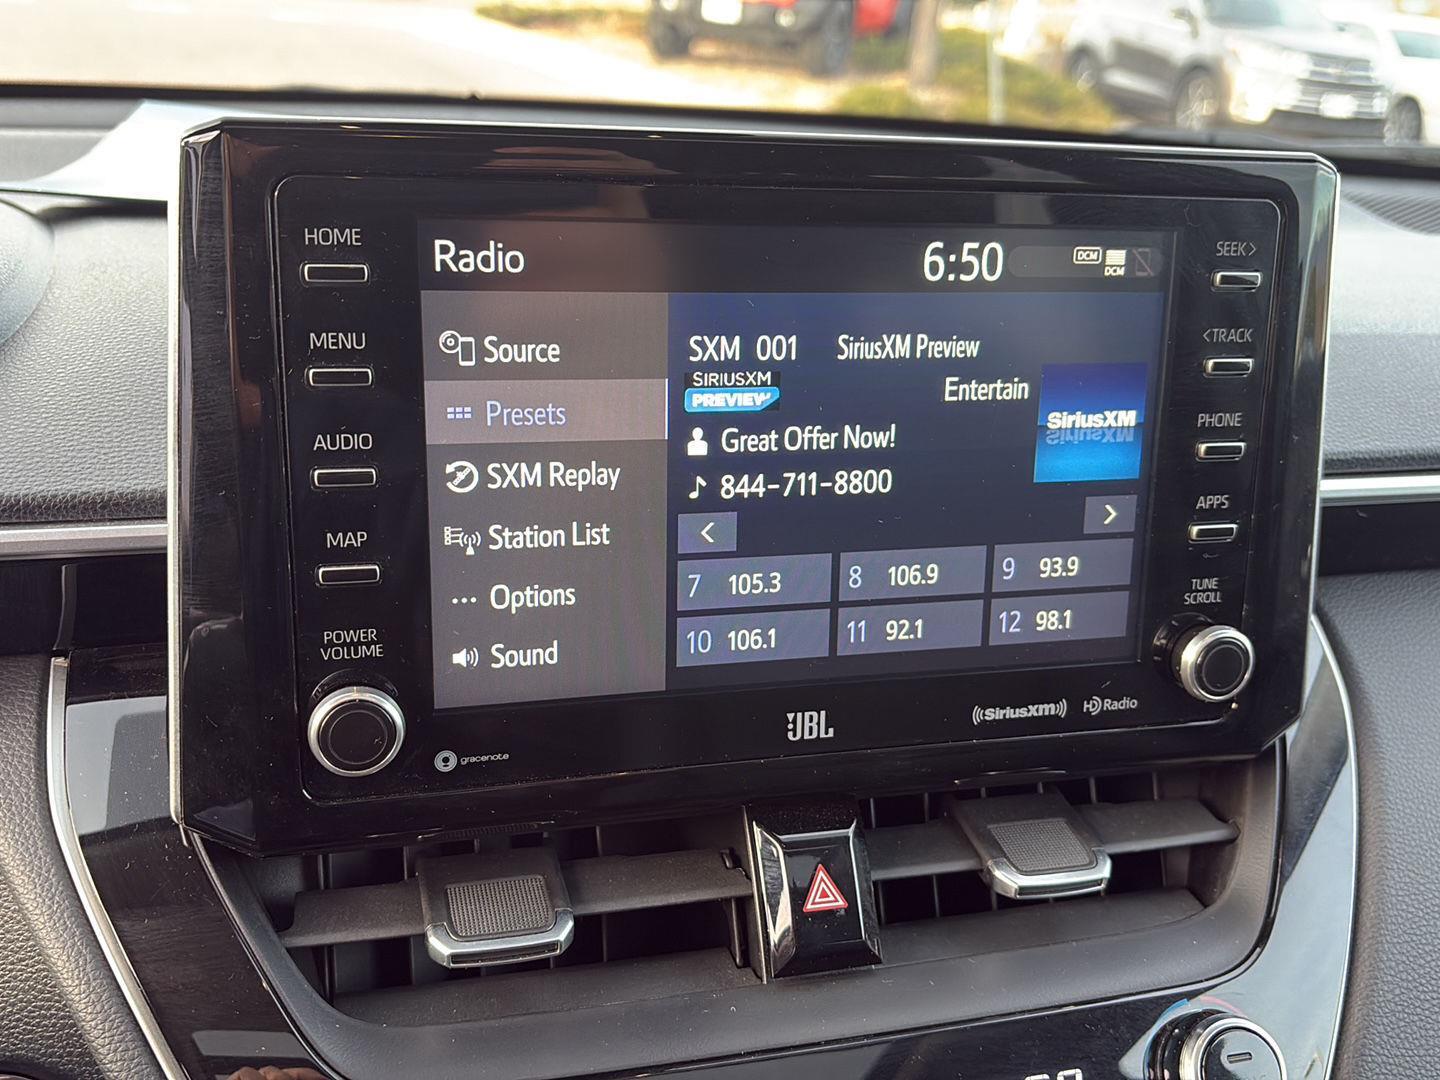 HOME
MENU
AUDIO
MAP
POWER
VOLUME
Radio
6:50
DCM
DCM
Source
Presets
SXM Replay
Station List
Options
Sound
SXM 001 SiriusXM Preview
SIRIUSXM
PREVIEW
Entertain
SiriusXM
Great Offer Now!
844-711-8800
<
>
7 105.3
8 106.9
9 93.9
10 106.1
11 92.1
12 98.1
SEEK>
<TRACK
PHONE
APPS
TUNE
SCROLL
gracenote
JBL
((SiriusXM))
HD Radio